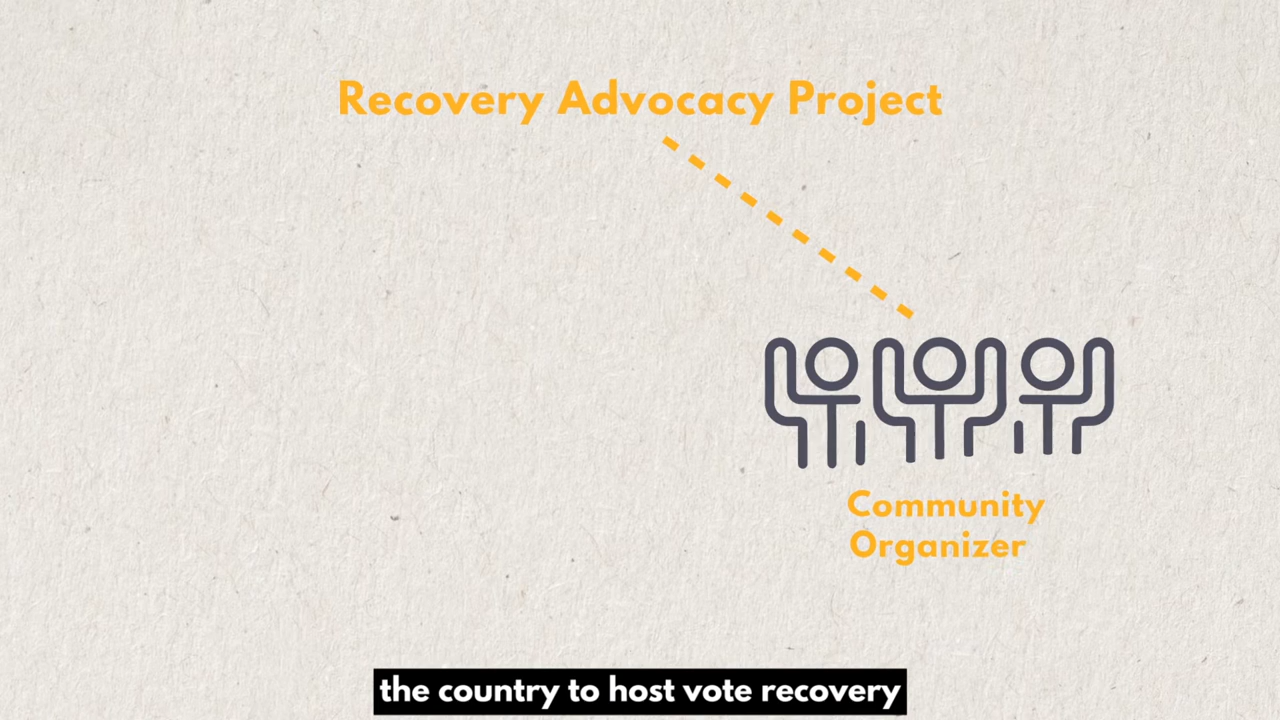 Recovery Advocacy Project
Community
Organizer
the country to host vote recovery